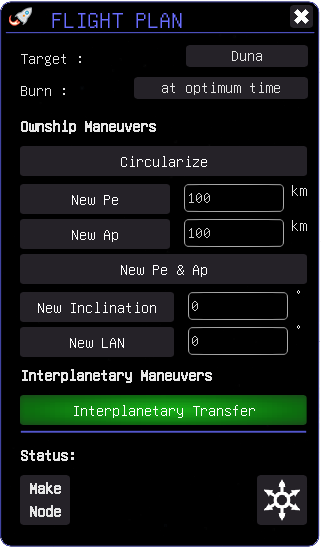 FLIGHT PLAN
Target : Duna
Burn : at optimum time
Ownship Maneuvers
Circularize
New Pe 100 km
New Ap 100 km
New Pe & Ap
New Inclination 0 °
New LAN 0 °
Interplanetary Maneuvers
Interplanetary Transfer
Status:
Make
Node